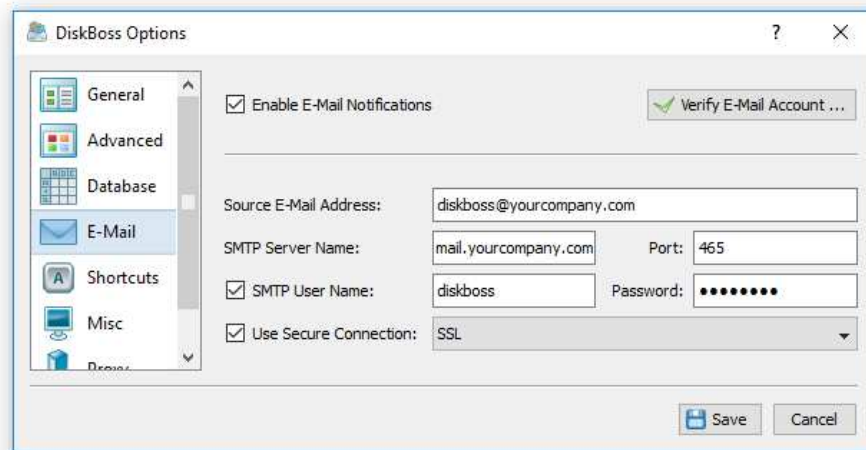 DiskBoss Options
?
General
Advanced
Database
E-Mail
Shortcuts
Misc
Proxy
Enable E-Mail Notifications
Verify E-Mail Account ...
Source E-Mail Address: diskboss@yourcompany.com
SMTP Server Name: mail.yourcompany.com Port: 465
SMTP User Name: diskboss Password: ••••••••
Use Secure Connection: SSL
Save Cancel